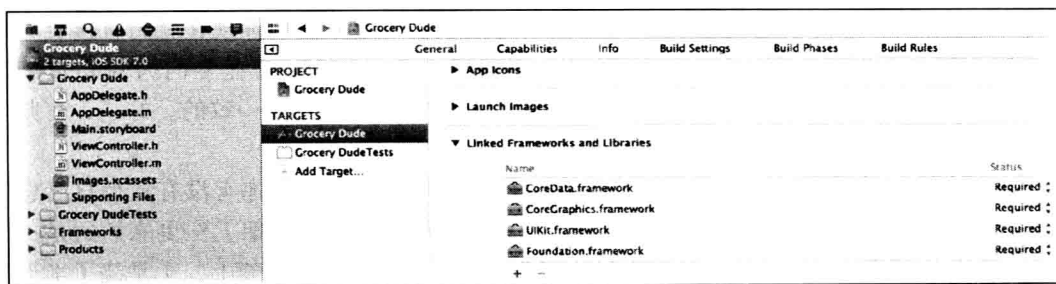 Grocery Dude
Grocery Dude
2 targets, iOS SDK 7.0
Grocery Dude
AppDelegate.h
AppDelegate.m
Main.storyboard
ViewController.h
ViewController.m
Images.xcassets
Supporting Files
Grocery DudeTests
Frameworks
Products
General Capabilities Info Build Settings Build Phases Build Rules
PROJECT
Grocery Dude
TARGETS
Grocery Dude
Grocery DudeTests
Add Target...
App Icons
Launch Images
Linked Frameworks and Libraries
Name Status
CoreData.framework Required
CoreGraphics.framework Required
UIKit.framework Required
Foundation.framework Required
+ −